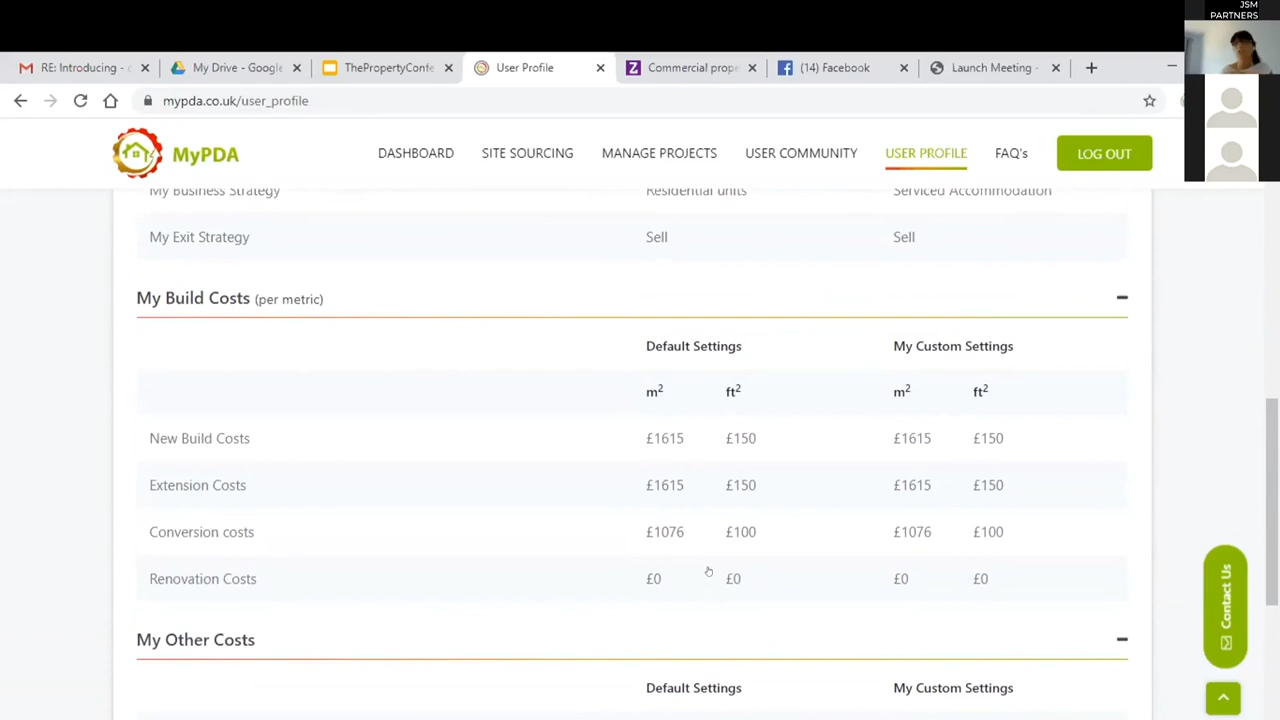 JSM
PARTNERS
RE: Introducing - c
My Drive - Google
ThePropertyConfe
User Profile
Commercial prope
(14) Facebook
Launch Meeting -
mypda.co.uk/user_profile
MyPDA
DASHBOARD SITE SOURCING MANAGE PROJECTS USER COMMUNITY USER PROFILE FAQ's LOG OUT
My Business Strategy Residential units Serviced Accommodation
My Exit Strategy Sell Sell
My Build Costs (per metric)
Default Settings My Custom Settings
m² ft² m² ft²
New Build Costs £1615 £150 £1615 £150
Extension Costs £1615 £150 £1615 £150
Conversion costs £1076 £100 £1076 £100
Renovation Costs £0 £0 £0 £0
My Other Costs
Default Settings My Custom Settings
Contact Us